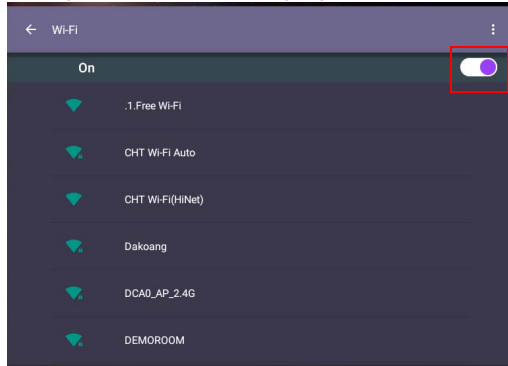 Wi-Fi
On
.1.Free Wi-Fi
CHT Wi-Fi Auto
CHT Wi-Fi(HiNet)
Dakoang
DCA0_AP_2.4G
DEMOROOM